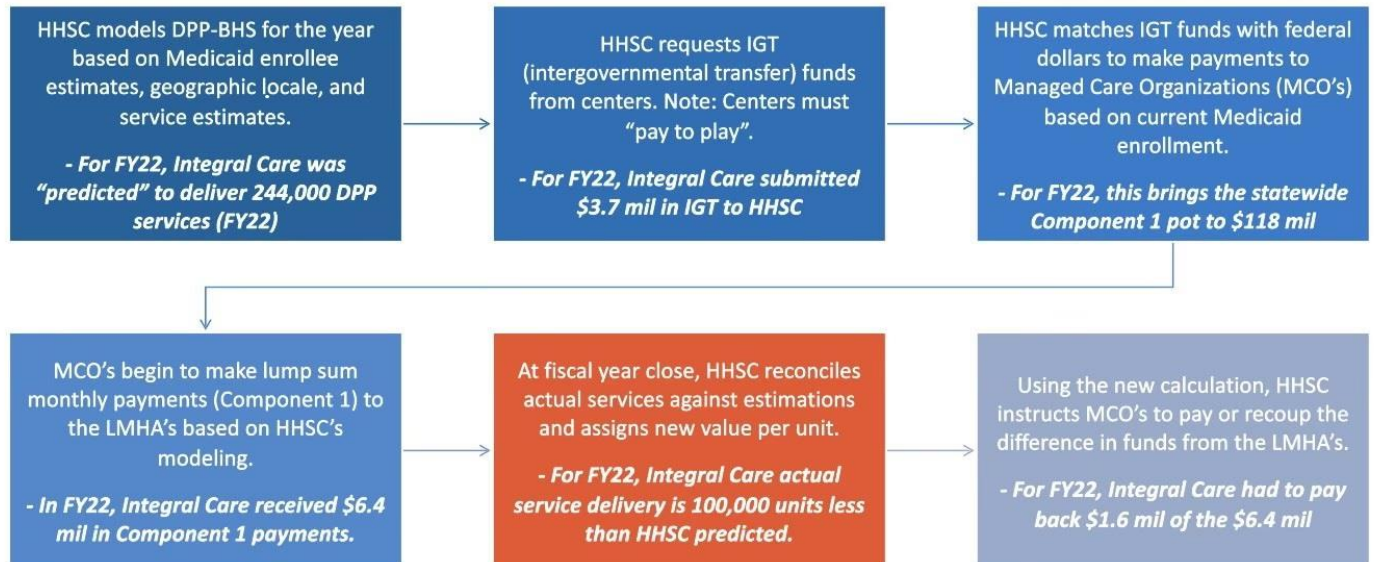 HHSC models DPP-BHS for the year
based on Medicaid enrollee
estimates, geographic locale, and
service estimates.
- For FY22, Integral Care was
“predicted” to deliver 244,000 DPP
services (FY22)
HHSC requests IGT
(intergovernmental transfer) funds
from centers. Note: Centers must
“pay to play”.
- For FY22, Integral Care submitted
$3.7 mil in IGT to HHSC
HHSC matches IGT funds with federal
dollars to make payments to
Managed Care Organizations (MCO’s)
based on current Medicaid
enrollment.
- For FY22, this brings the statewide
Component 1 pot to $118 mil
MCO’s begin to make lump sum
monthly payments (Component 1) to
the LMHA’s based on HHSC’s
modeling.
- In FY22, Integral Care received $6.4
mil in Component 1 payments.
At fiscal year close, HHSC reconciles
actual services against estimations
and assigns new value per unit.
- For FY22, Integral Care actual
service delivery is 100,000 units less
than HHSC predicted.
Using the new calculation, HHSC
instructs MCO’s to pay or recoup the
difference in funds from the LMHA’s.
- For FY22, Integral Care had to pay
back $1.6 mil of the $6.4 mil